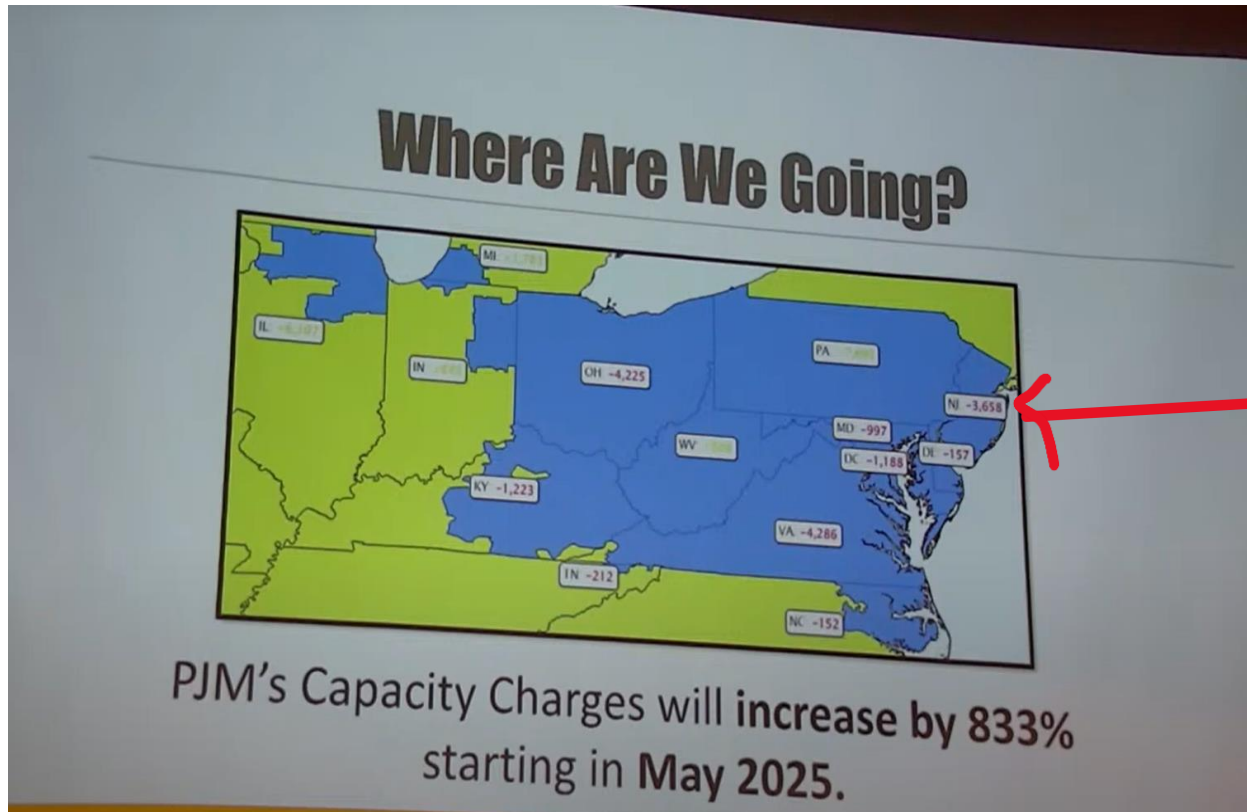 Where Are We Going?
MI
IL
IN
OH -4,225
PA
NJ -3,658
MD -997
WV
DC -1,188
DE -157
KY -1,223
VA -4,286
TN -212
NC -152
PJM's Capacity Charges will increase by 833%
starting in May 2025.